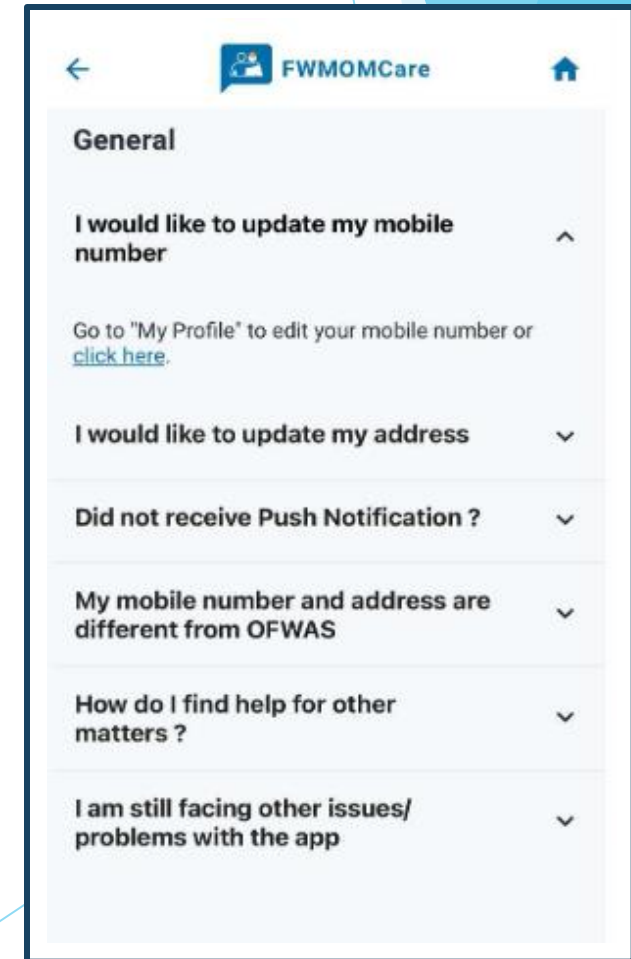 FWMOMCare
General
I would like to update my mobile
number
Go to "My Profile" to edit your mobile number or
click here.
I would like to update my address
Did not receive Push Notification ?
My mobile number and address are
different from OFWAS
How do I find help for other
matters ?
I am still facing other issues/
problems with the app